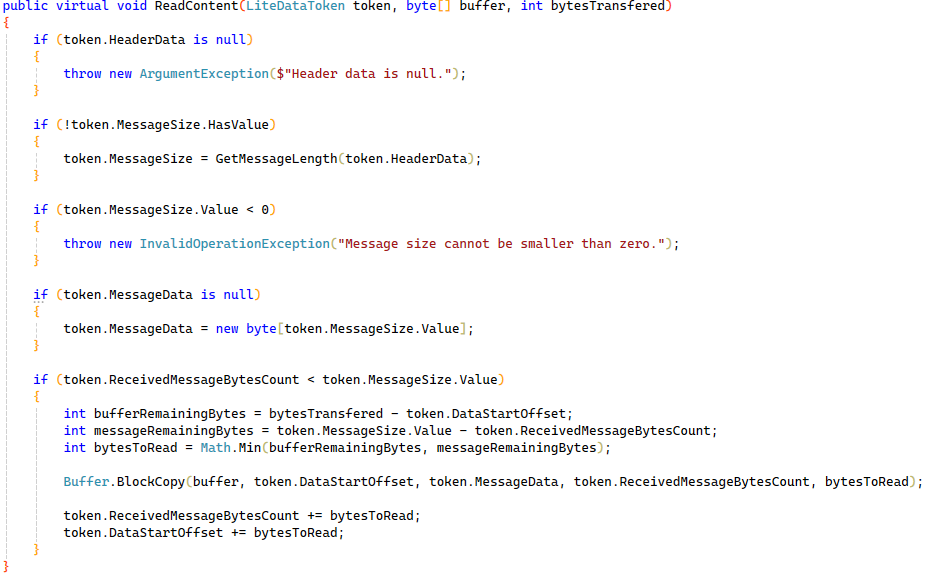 public virtual void ReadContent(LiteDataToken token, byte[] buffer, int bytesTransfered)
{
    if (token.HeaderData is null)
    {
        throw new ArgumentException($"Header data is null.");
    }

    if (!token.MessageSize.HasValue)
    {
        token.MessageSize = GetMessageLength(token.HeaderData);
    }

    if (token.MessageSize.Value < 0)
    {
        throw new InvalidOperationException("Message size cannot be smaller than zero.");
    }

    if (token.MessageData is null)
    {
        token.MessageData = new byte[token.MessageSize.Value];
    }

    if (token.ReceivedMessageBytesCount < token.MessageSize.Value)
    {
        int bufferRemainingBytes = bytesTransfered - token.DataStartOffset;
        int messageRemainingBytes = token.MessageSize.Value - token.ReceivedMessageBytesCount;
        int bytesToRead = Math.Min(bufferRemainingBytes, messageRemainingBytes);

        Buffer.BlockCopy(buffer, token.DataStartOffset, token.MessageData, token.ReceivedMessageBytesCount, bytesToRead);

        token.ReceivedMessageBytesCount += bytesToRead;
        token.DataStartOffset += bytesToRead;
    }
}